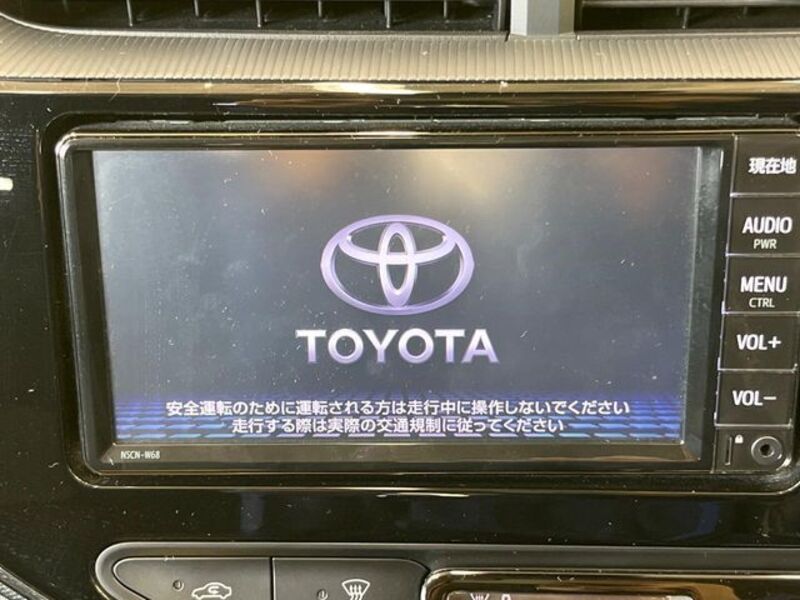 現在地
AUDIO
PWR
MENU
CTRL
VOL+
VOL-
TOYOTA
安全運転のために運転される方は走行中に操作しないでください
走行する際は実際の交通規制に従ってください
NSCN-W68